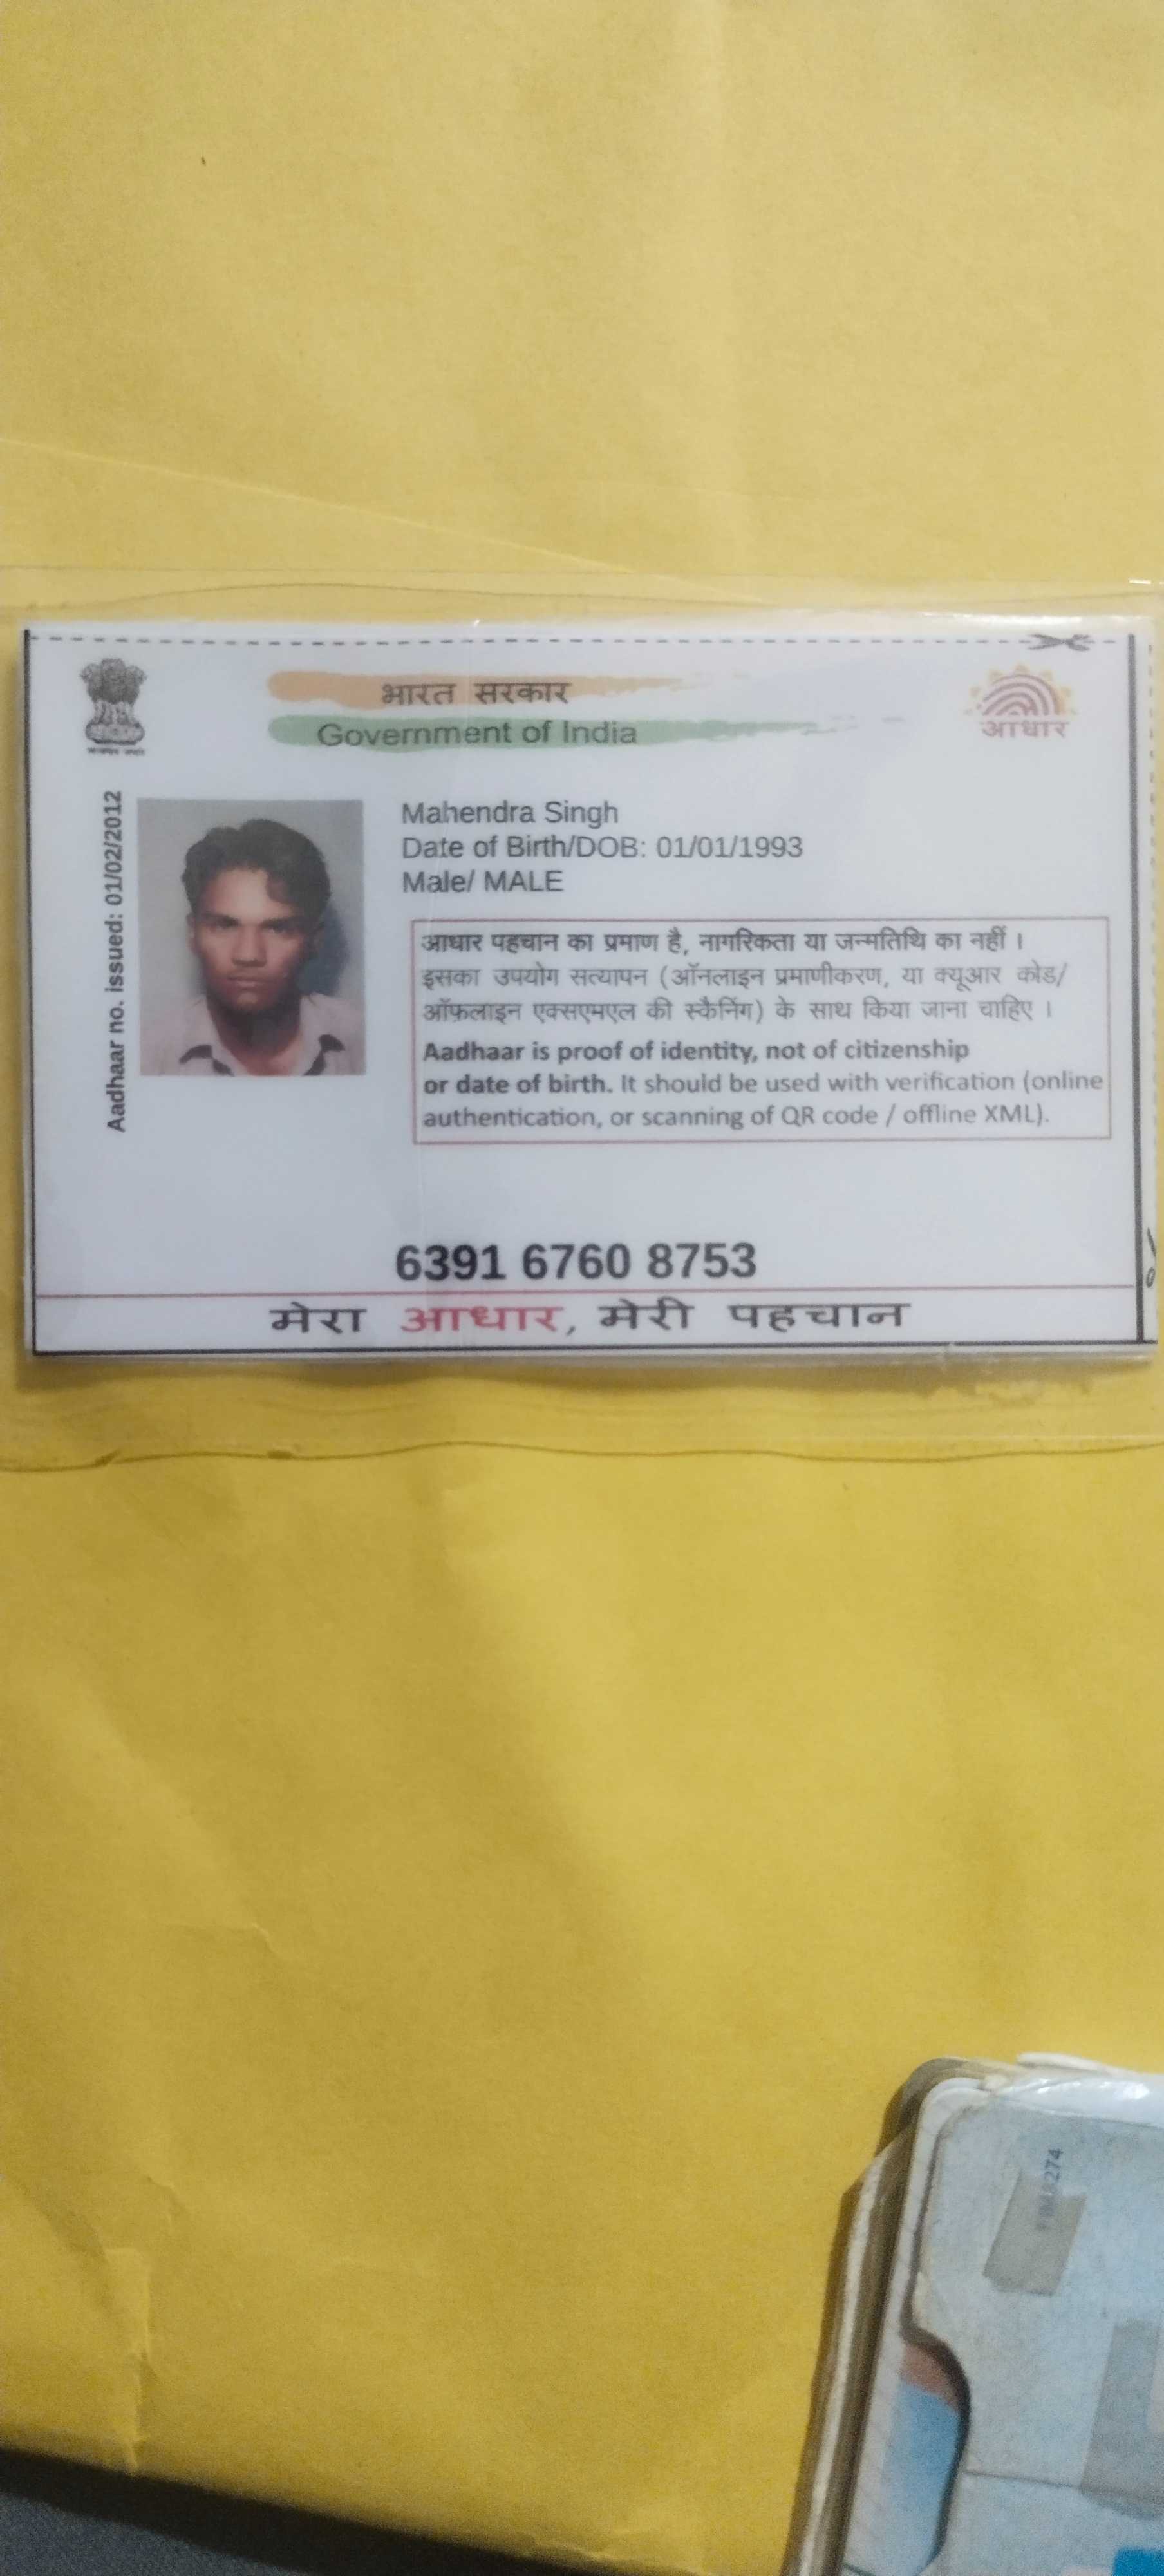 भारत सरकार
Government of India
आधार
Aadhaar no. issued: 01/02/2012
Mahendra Singh
Date of Birth/DOB: 01/01/1993
Male/ MALE
आधार पहचान का प्रमाण है, नागरिकता या जन्मतिथि का नहीं ।
इसका उपयोग सत्यापन (ऑनलाइन प्रमाणीकरण, या क्यूआर कोड/
ऑफ़लाइन एक्सएमएल की स्कैनिंग) के साथ किया जाना चाहिए ।
Aadhaar is proof of identity, not of citizenship
or date of birth. It should be used with verification (online
authentication, or scanning of QR code / offline XML).
6391 6760 8753
मेरा आधार, मेरी पहचान